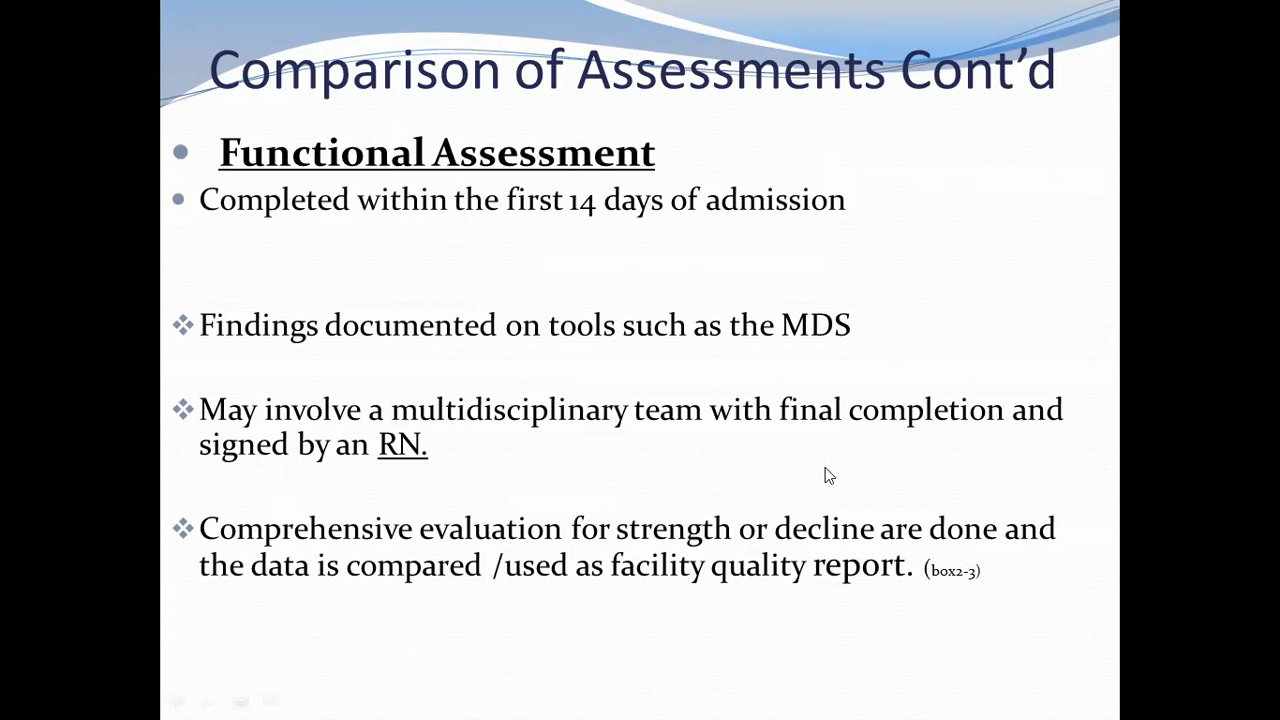 Comparison of Assessments Cont’d
Functional Assessment
Completed within the first 14 days of admission
Findings documented on tools such as the MDS
May involve a multidisciplinary team with final completion and
signed by an RN.
Comprehensive evaluation for strength or decline are done and
the data is compared /used as facility quality report. (box2-3)